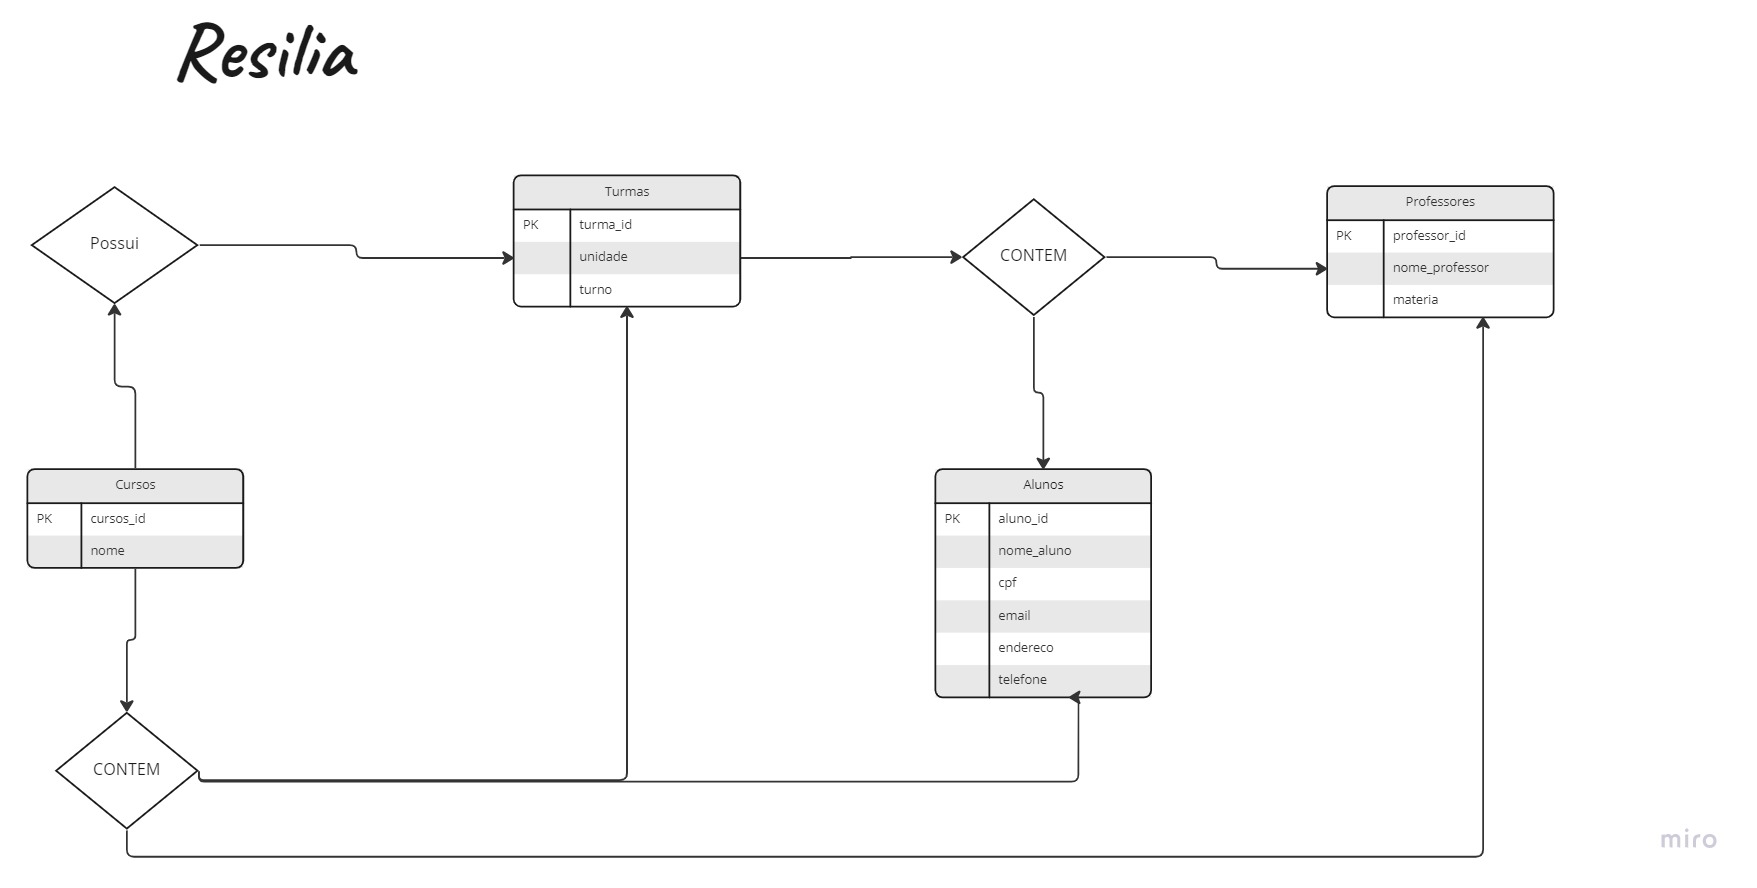 Resilia
Possui
Turmas
PK turma_id
unidade
turno
CONTEM
Professores
PK professor_id
nome_professor
materia
Cursos
PK cursos_id
nome
Alunos
PK aluno_id
nome_aluno
cpf
email
endereco
telefone
CONTEM
miro